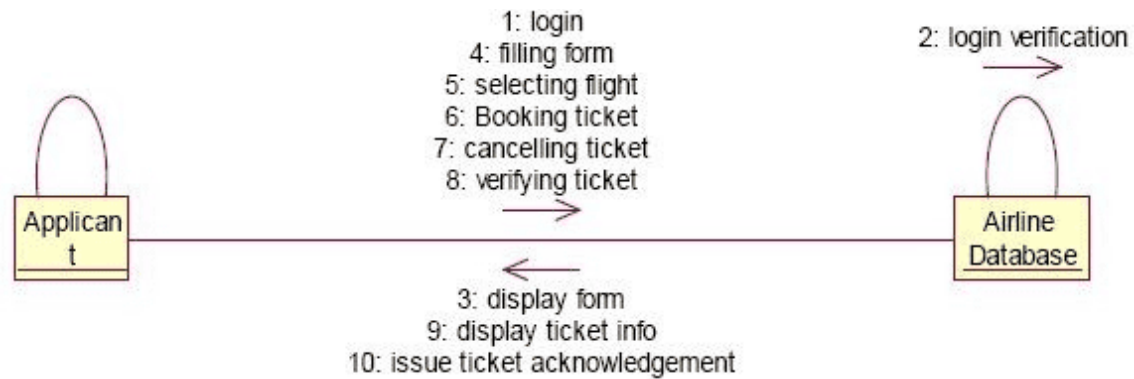 1: login
4: filling form
5: selecting flight
6: Booking ticket
7: cancelling ticket
8: verifying ticket
2: login verification
Applican
t
Airline
Database
3: display form
9: display ticket info
10: issue ticket acknowledgement